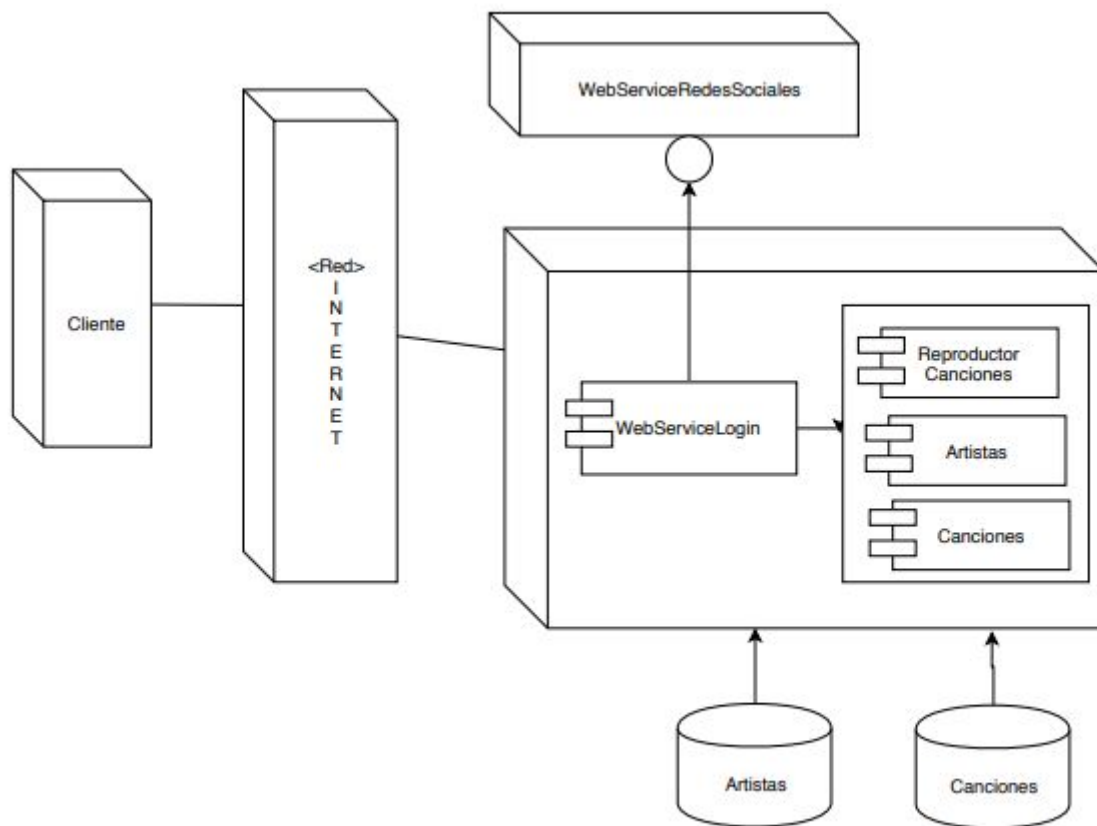 WebServiceRedesSociales
<Red>
I
N
T
E
R
N
E
T
Cliente
WebServiceLogin
Reproductor
Canciones
Artistas
Canciones
Artistas
Canciones